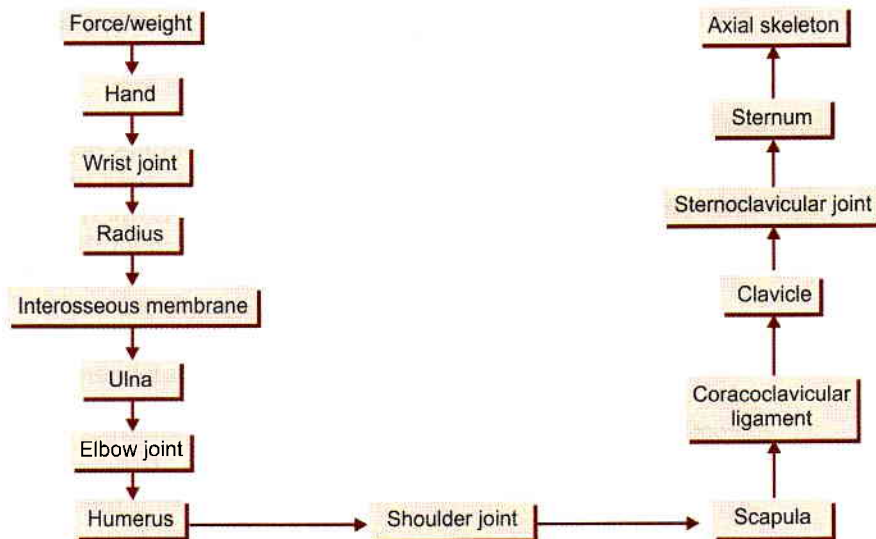 Force/weight
Hand
Wrist joint
Radius
Interosseous membrane
Ulna
Elbow joint
Humerus
Shoulder joint
Scapula
Coracoclavicular
ligament
Clavicle
Sternoclavicular joint
Sternum
Axial skeleton